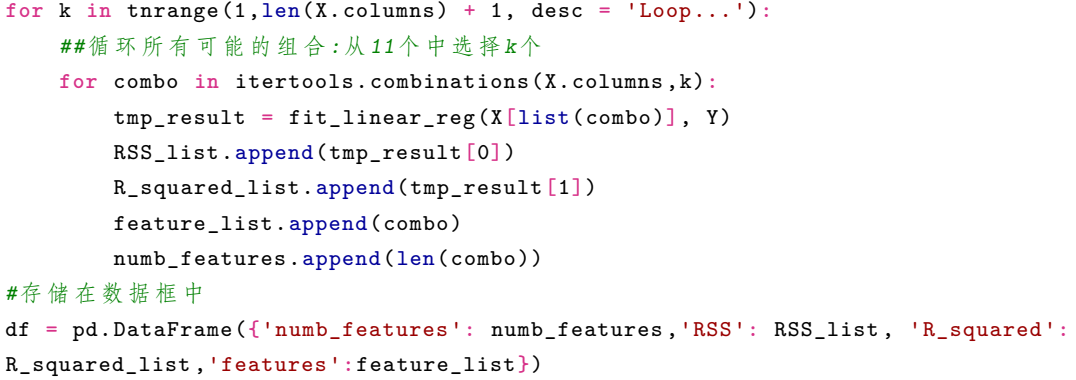 for k in tnrange(1,len(X.columns) + 1, desc = 'Loop...'):
    ##循环所有可能的组合:从11个中选择k个
    for combo in itertools.combinations(X.columns,k):
        tmp_result = fit_linear_reg(X[list(combo)], Y)
        RSS_list.append(tmp_result[0])
        R_squared_list.append(tmp_result[1])
        feature_list.append(combo)
        numb_features.append(len(combo))
#存储在数据框中
df = pd.DataFrame({'numb_features': numb_features,'RSS': RSS_list, 'R_squared':
R_squared_list,'features':feature_list})